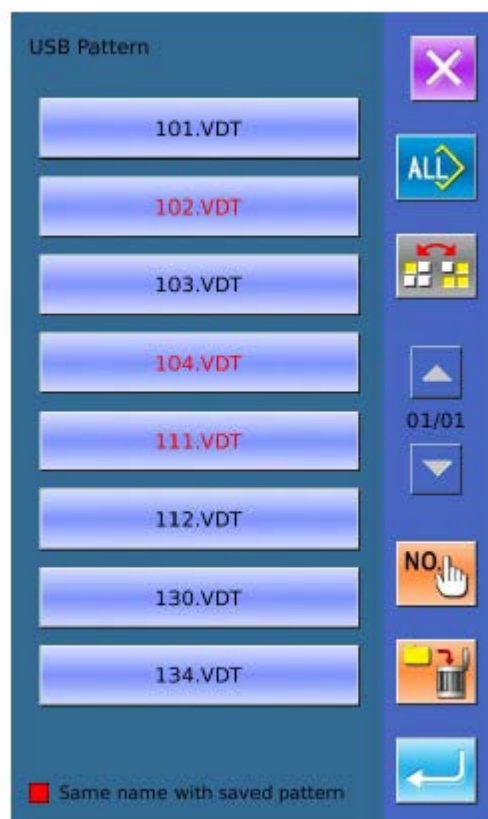 USB Pattern
101.VDT
102.VDT
103.VDT
104.VDT
111.VDT
112.VDT
130.VDT
134.VDT
Same name with saved pattern
ALL
01/01
NO.